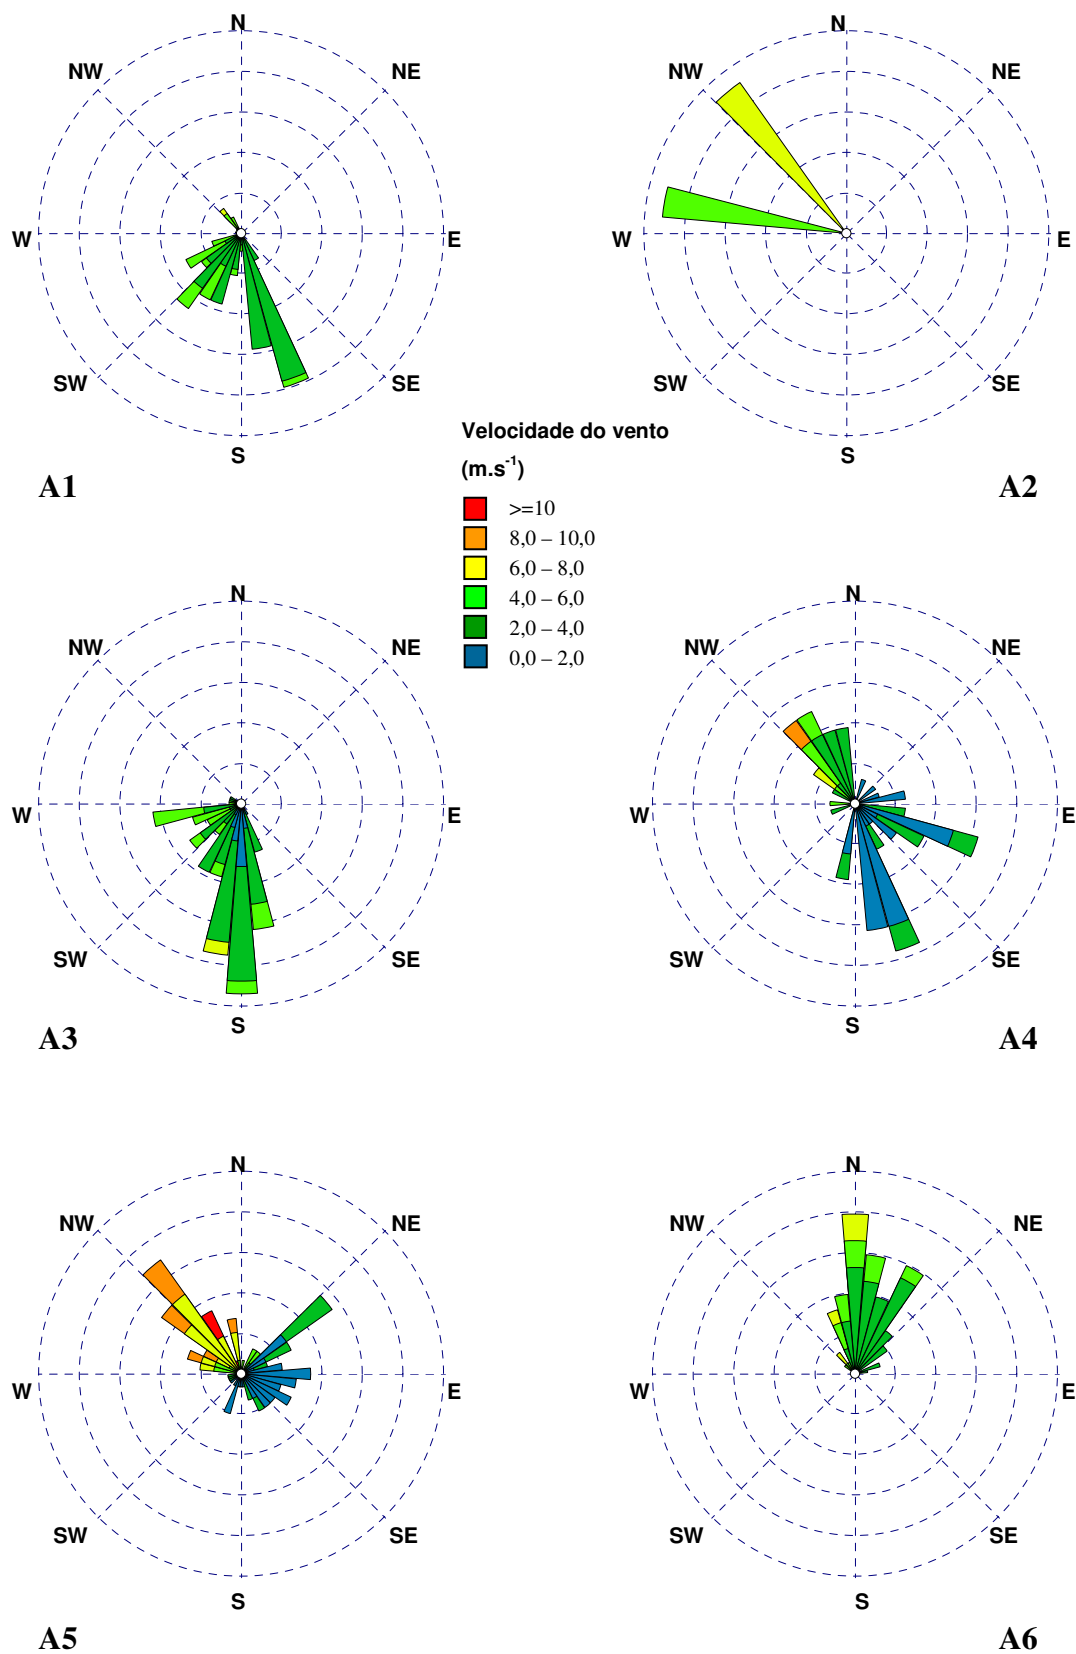 N
N
NW
NE
NW
NE
W
E
W
E
SW
SE
SW
SE
S
S
A1
A2
Velocidade do vento
(m.s-1)
>=10
8,0 – 10,0
6,0 – 8,0
4,0 – 6,0
2,0 – 4,0
0,0 – 2,0
N
N
NW
NE
NW
NE
W
E
W
E
SW
SE
SW
SE
S
S
A3
A4
N
N
NW
NE
NW
NE
W
E
W
E
SW
SE
SW
SE
S
S
A5
A6